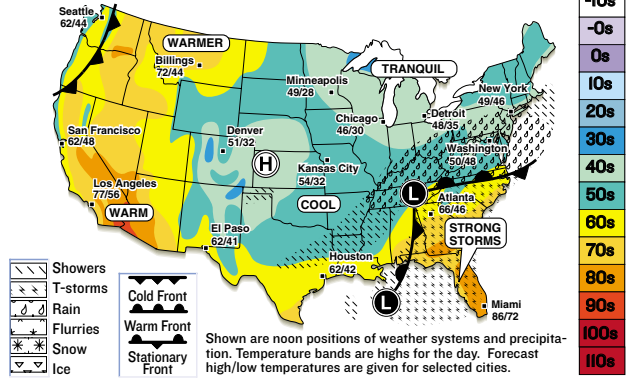 Seattle
62/44
WARMER
Billings
72/44
Minneapolis
49/28
TRANQUIL
New York
49/46
Chicago
46/30
Detroit
48/35
Washington
50/48
San Francisco
62/48
Denver
51/32
H
Kansas City
54/32
Los Angeles
77/56
WARM
COOL
L
Atlanta
66/46
El Paso
62/41
STRONG
STORMS
Houston
62/42
L
Miami
86/72
Showers
T-storms
Rain
Flurries
Snow
Ice
Cold Front
Warm Front
Stationary
Front
Shown are noon positions of weather systems and precipita-
tion. Temperature bands are highs for the day. Forecast
high/low temperatures are given for selected cities.
-10s
-0s
0s
10s
20s
30s
40s
50s
60s
70s
80s
90s
100s
110s